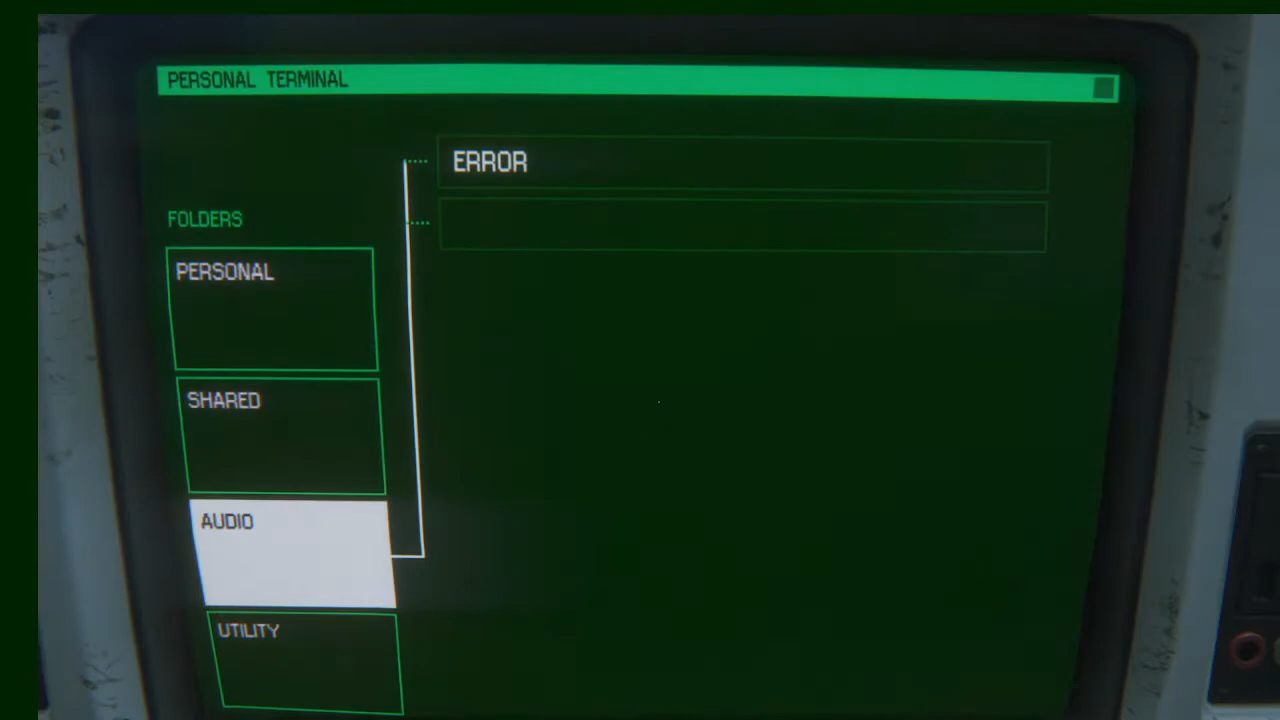 PERSONAL TERMINAL
ERROR
FOLDERS
PERSONAL
SHARED
AUDIO
UTILITY